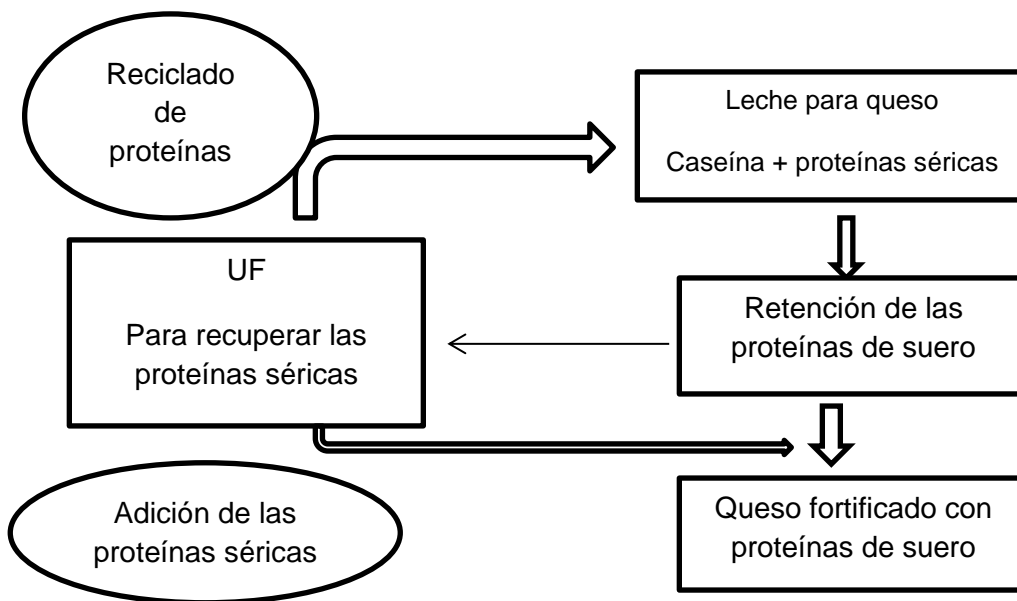 Reciclado
de
proteínas
Leche para queso
Caseína + proteínas séricas
UF
Para recuperar las
proteínas séricas
Retención de las
proteínas de suero
Adición de las
proteínas séricas
Queso fortificado con
proteínas de suero